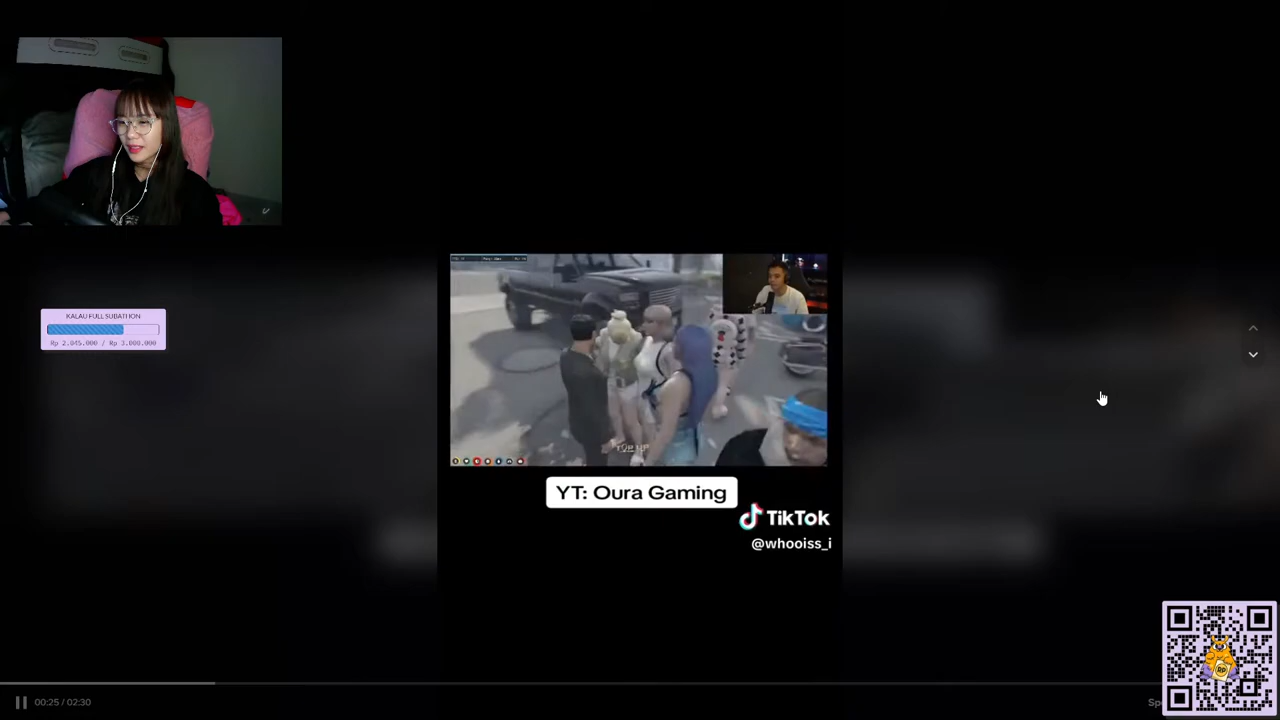 KALAU FULL SUBATHON
Rp 2.045.000 / Rp 3.000.000
YT: Oura Gaming
TikTok
@whooiss_i
00:25 / 02:30